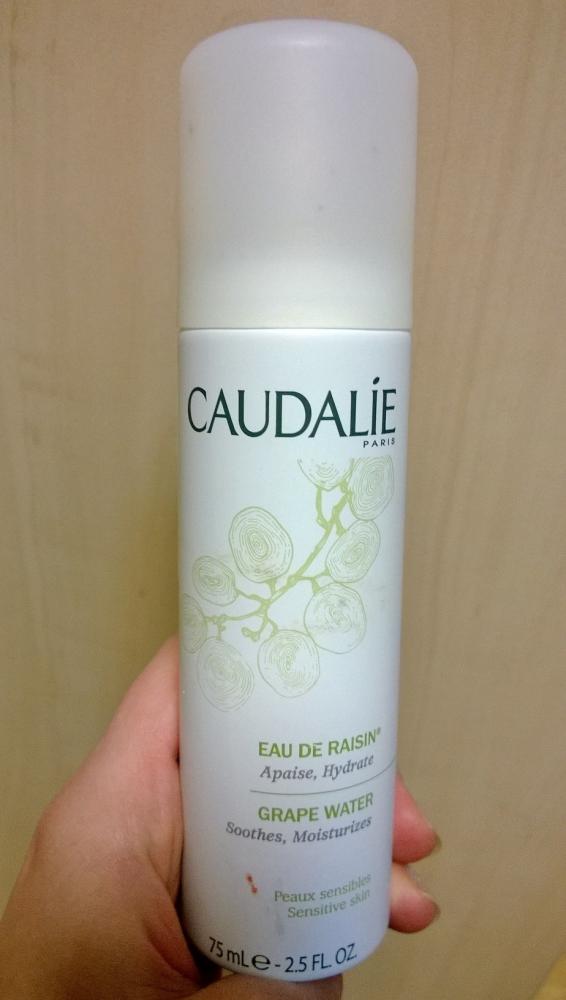 CAUDALIE
PARIS
EAU DE RAISIN®
Apaise, Hydrate
GRAPE WATER
Soothes, Moisturizes
Peaux sensibles
Sensitive skin
75 mL e - 2.5 FL. OZ.